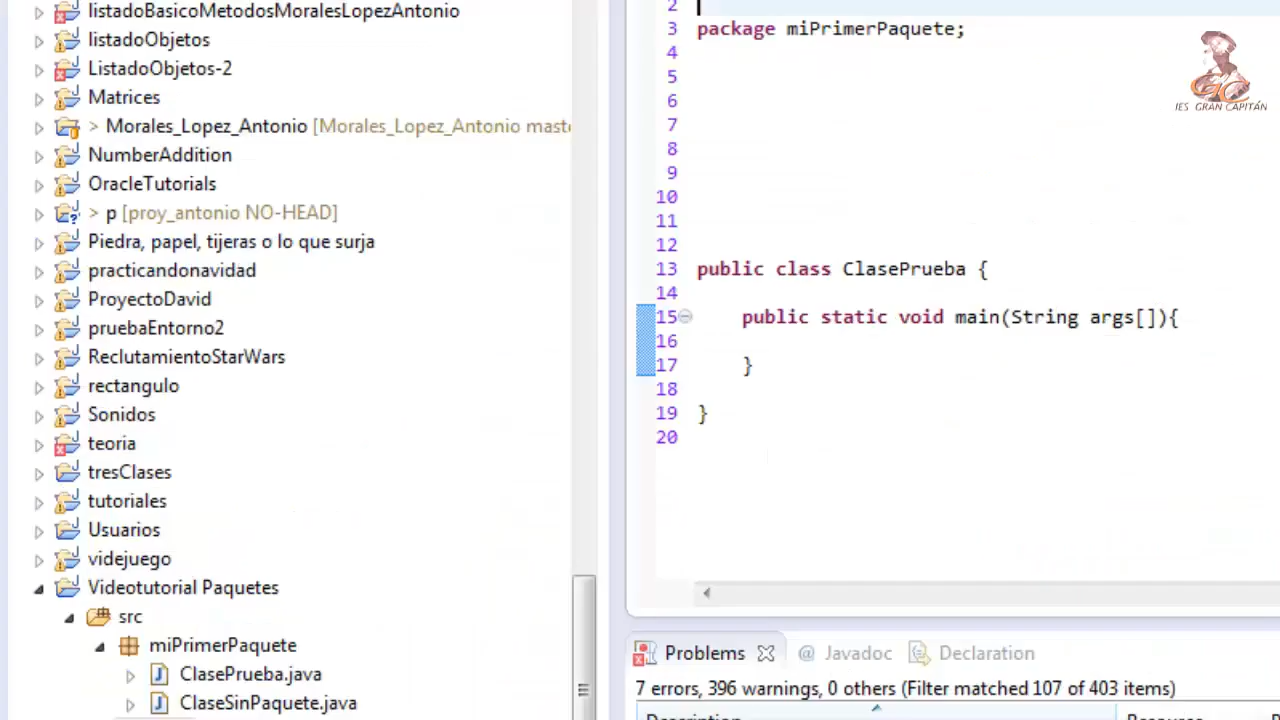 listadoBasicoMetodosMoralesLopezAntonio
listadoObjetos
ListadoObjetos-2
Matrices
> Morales_Lopez_Antonio [Morales_Lopez_Antonio maste
NumberAddition
OracleTutorials
> p [proy_antonio NO-HEAD]
Piedra, papel, tijeras o lo que surja
practicandonavidad
ProyectoDavid
pruebaEntorno2
ReclutamientoStarWars
rectangulo
Sonidos
teoria
tresClases
tutoriales
Usuarios
videjuego
Videotutorial Paquetes
src
miPrimerPaquete
ClasePrueba.java
ClaseSinPaquete.java
2
3 package miPrimerPaquete;
4
5
6
7
8
9
10
11
12
13 public class ClasePrueba {
14
15 public static void main(String args[]){
16
17 }
18
19 }
20
IES GRAN CAPITÁN
Problems @ Javadoc Declaration
7 errors, 396 warnings, 0 others (Filter matched 107 of 403 items)
Description Resource